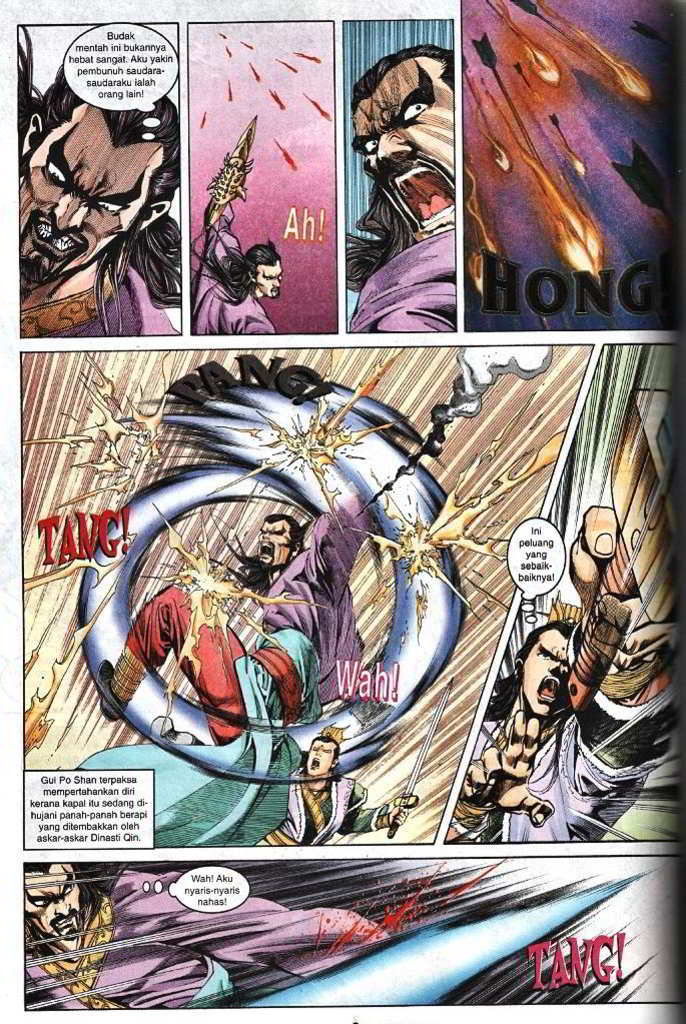 Budak
mentah ini bukannya
hebat sangat. Aku yakin
pembunuh saudara-
saudaraku ialah
orang lain!
Ah!
HONG!
PANG!
TANG!
Wah!
Gui Po Shan terpaksa
mempertahankan diri
kerana kapal itu sedang di-
hujani panah-panah berapi
yang ditembakkan oleh
askar-askar Dinasti Qin.
Ini
peluang
yang
sebaik-
baiknya!
Wah! Aku
nyaris-nyaris
nahas!
TANG!